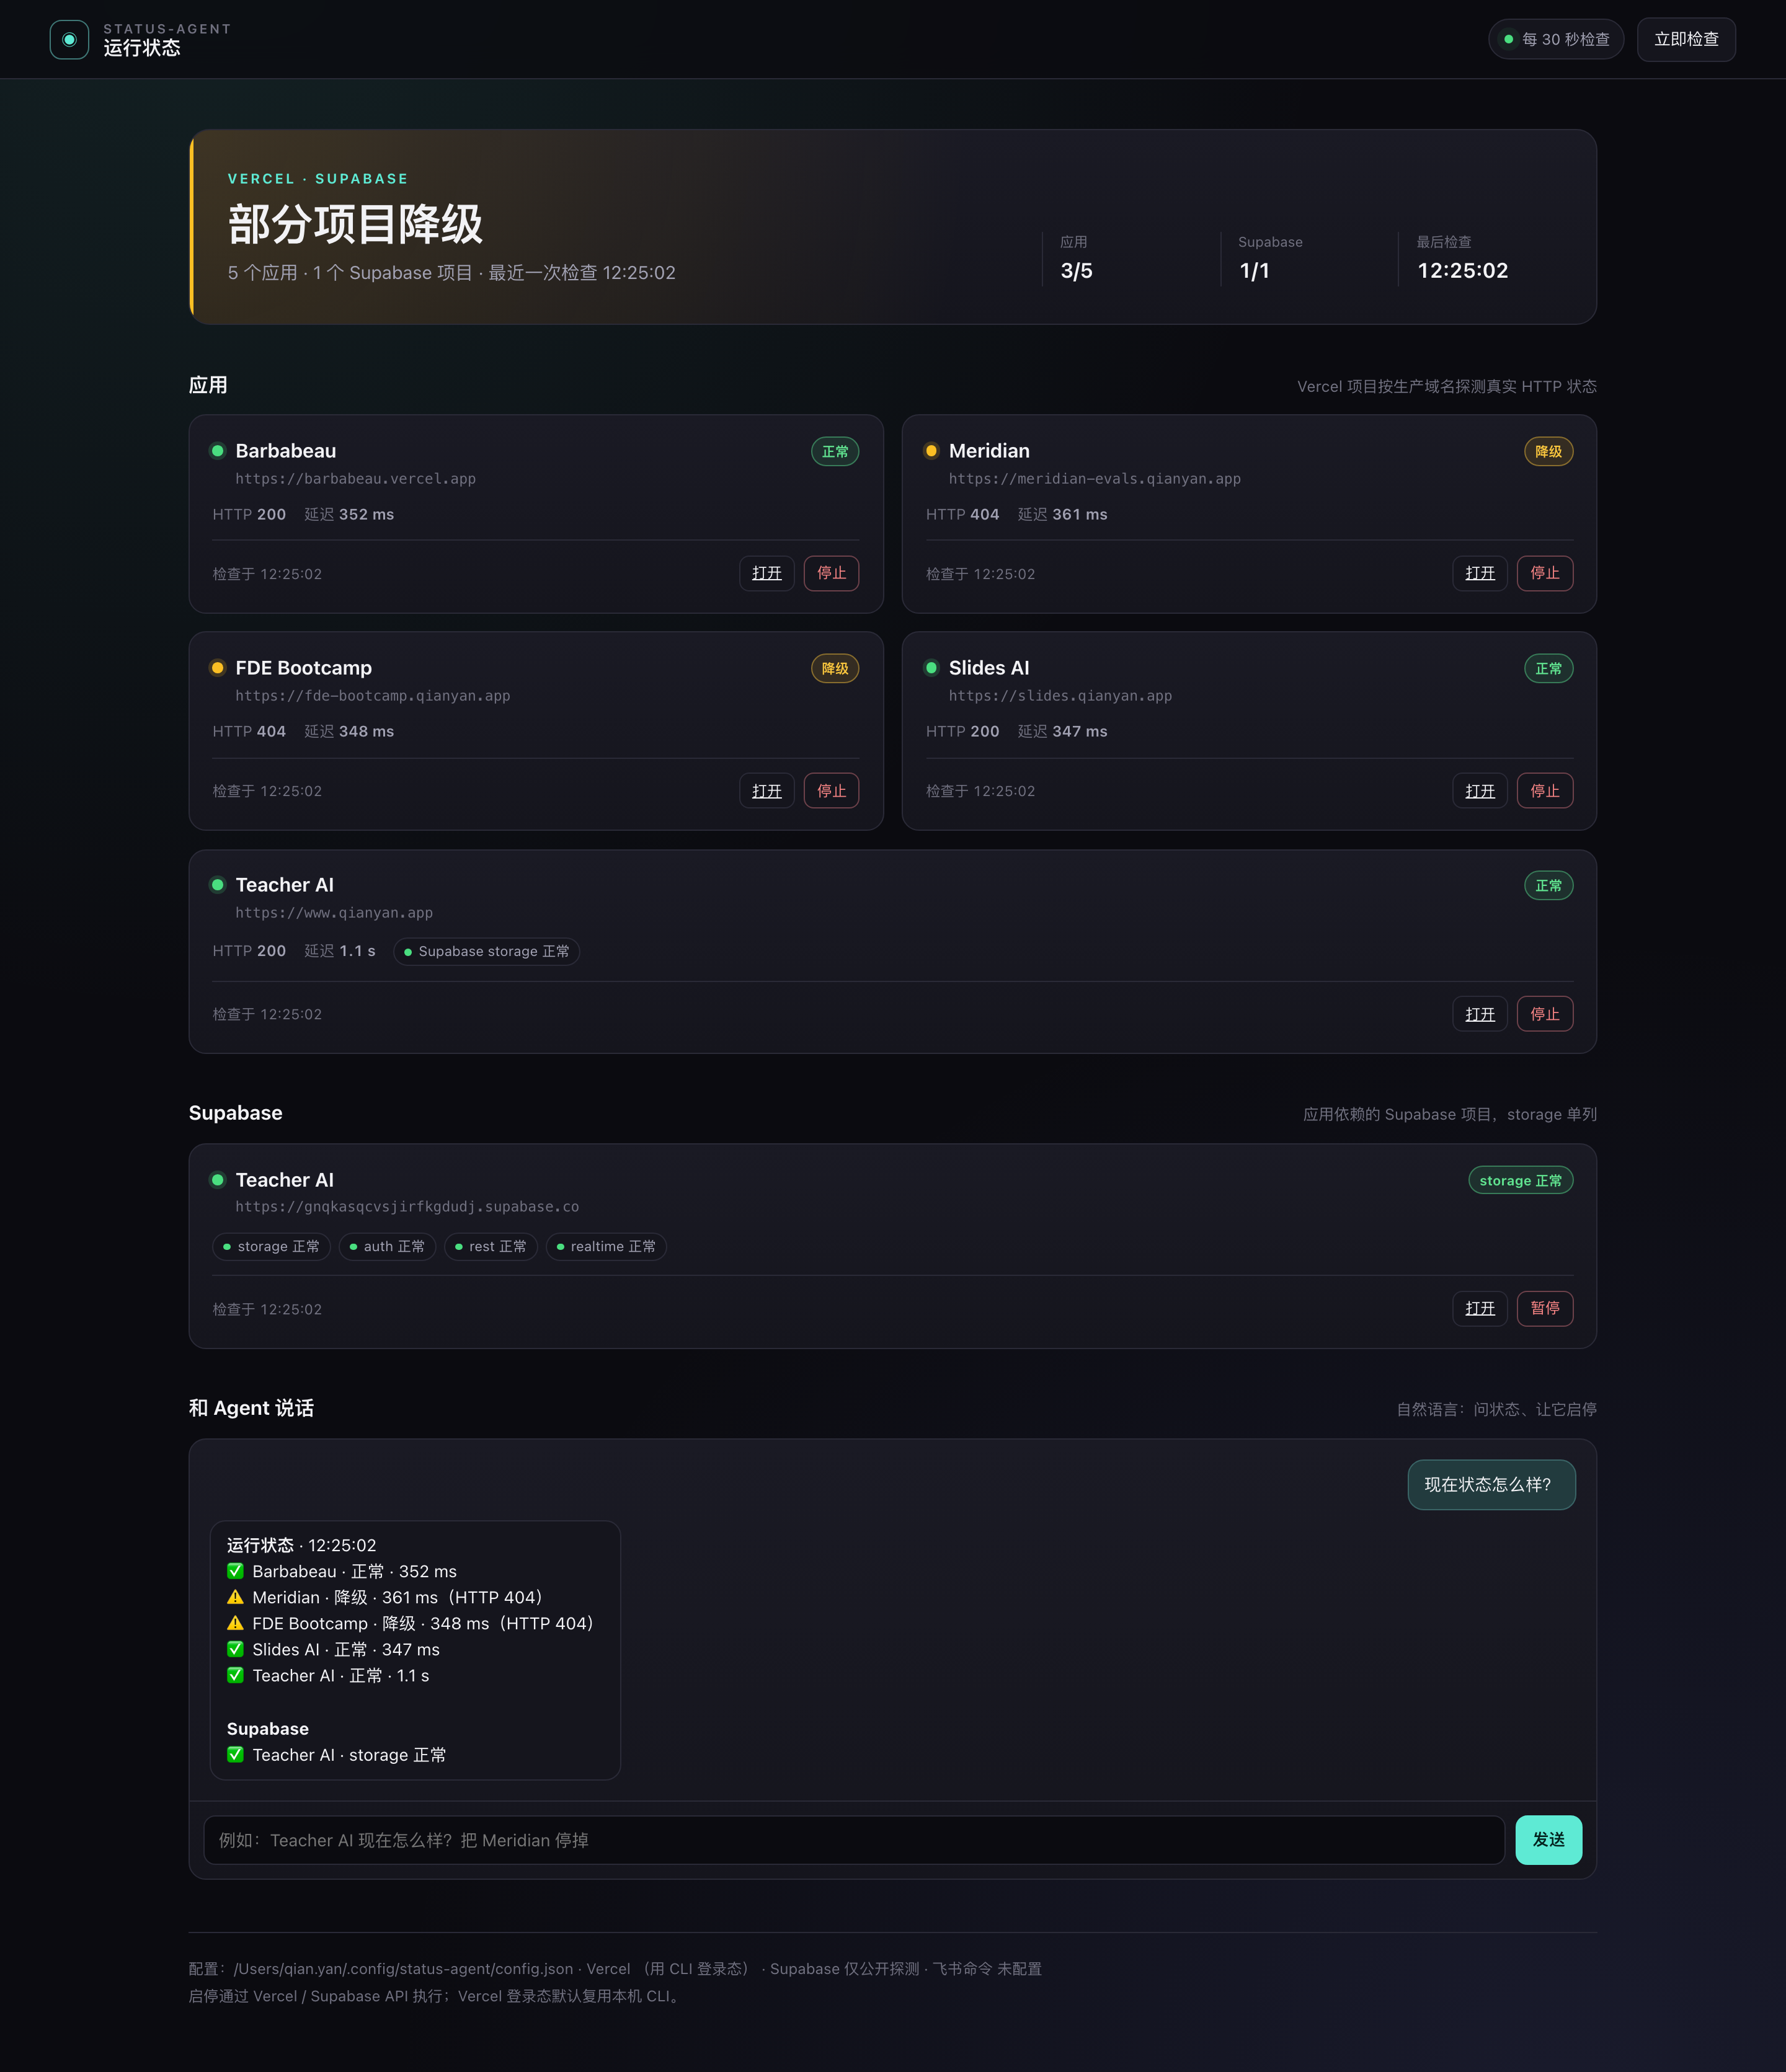 STATUS-AGENT
运行状态
每 30 秒检查
立即检查
VERCEL · SUPABASE
部分项目降级
5 个应用 · 1 个 Supabase 项目 · 最近一次检查 12:25:02
应用
3/5
Supabase
1/1
最后检查
12:25:02
应用
Vercel 项目按生产域名探测真实 HTTP 状态
Barbabeau
正常
https://barbabeau.vercel.app
HTTP 200 延迟 352 ms
检查于 12:25:02
打开
停止
Meridian
降级
https://meridian-evals.qianyan.app
HTTP 404 延迟 361 ms
检查于 12:25:02
打开
停止
FDE Bootcamp
降级
https://fde-bootcamp.qianyan.app
HTTP 404 延迟 348 ms
检查于 12:25:02
打开
停止
Slides AI
正常
https://slides.qianyan.app
HTTP 200 延迟 347 ms
检查于 12:25:02
打开
停止
Teacher AI
正常
https://www.qianyan.app
HTTP 200 延迟 1.1 s Supabase storage 正常
检查于 12:25:02
打开
停止
Supabase
应用依赖的 Supabase 项目，storage 单列
Teacher AI
storage 正常
https://gnqkasqcvsjirfkgdudj.supabase.co
storage 正常 auth 正常 rest 正常 realtime 正常
检查于 12:25:02
打开
暂停
和 Agent 说话
自然语言：问状态、让它启停
现在状态怎么样？
运行状态 · 12:25:02
✅ Barbabeau · 正常 · 352 ms
⚠️ Meridian · 降级 · 361 ms（HTTP 404）
⚠️ FDE Bootcamp · 降级 · 348 ms（HTTP 404）
✅ Slides AI · 正常 · 347 ms
✅ Teacher AI · 正常 · 1.1 s
Supabase
✅ Teacher AI · storage 正常
例如：Teacher AI 现在怎么样？把 Meridian 停掉
发送
配置：/Users/qian.yan/.config/status-agent/config.json · Vercel （用 CLI 登录态） · Supabase 仅公开探测 · 飞书命令 未配置
启停通过 Vercel / Supabase API 执行；Vercel 登录态默认复用本机 CLI。